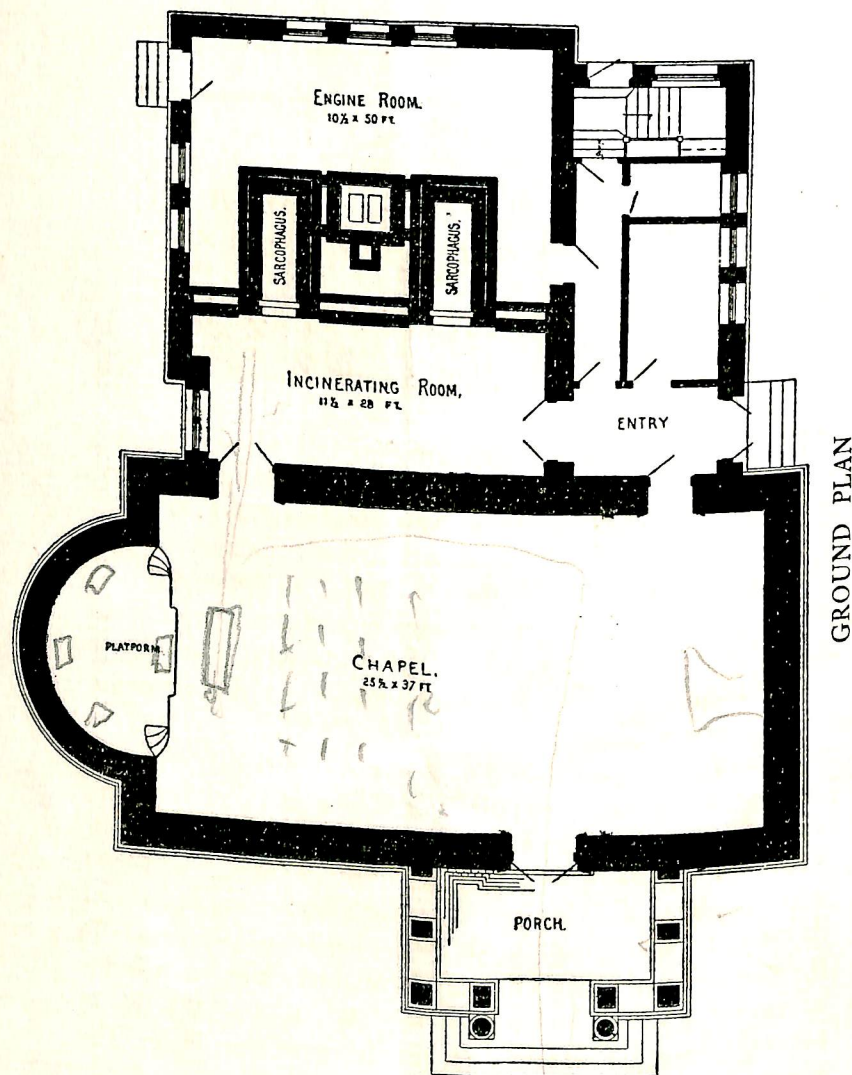 ENGINE ROOM.
10½ x 50 FT.
SARCOPHAGUS.
SARCOPHAGUS.
INCINERATING ROOM,
11½ x 28 FT.
ENTRY
PLATFORM
CHAPEL.
25½ x 37 FT
PORCH.
GROUND PLAN